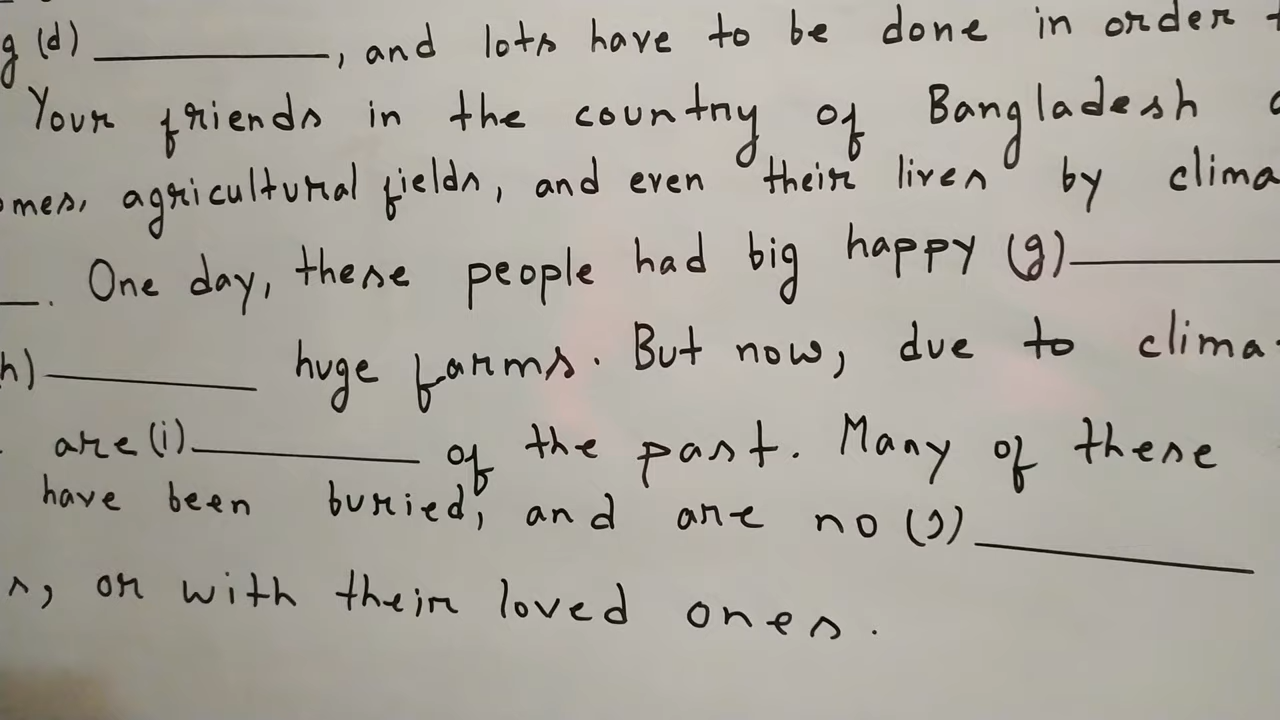 g (d) ________, and lots have to be done in order t
Your friends in the country of Bangladesh
omes, agricultural fields, and even their lives by clima
__. One day, these people had big happy (g)________
h)________ huge farms. But now, due to clima
are (i)________ of the past. Many of these
have been buried, and are no (j)________
s, or with their loved ones.